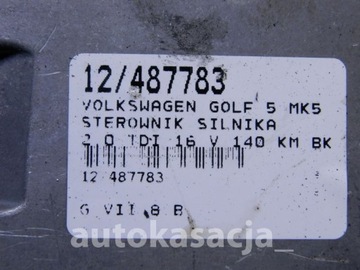 12/487783
VOLKSWAGEN GOLF 5 MK5
STEROWNIK SILNIKA
2.0 TDI 16 V 140 KM BK
12 487783
G VII 8 B
autokasacja